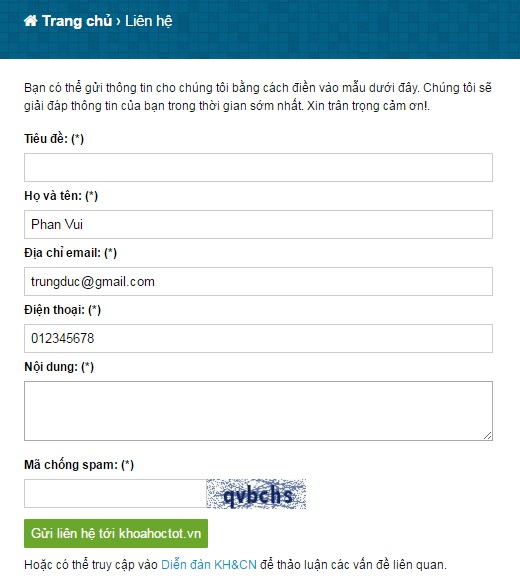 Trang chủ › Liên hệ
Bạn có thể gửi thông tin cho chúng tôi bằng cách điền vào mẫu dưới đây. Chúng tôi sẽ
giải đáp thông tin của bạn trong thời gian sớm nhất. Xin trân trọng cảm ơn!.
Tiêu đề: (*)
Họ và tên: (*)
Phan Vui
Địa chỉ email: (*)
trungduc@gmail.com
Điện thoại: (*)
012345678
Nội dung: (*)
Mã chống spam: (*)
qvbchs
Gửi liên hệ tới khoahoctot.vn
Hoặc có thể truy cập vào Diễn đàn KH&CN để thảo luận các vấn đề liên quan.